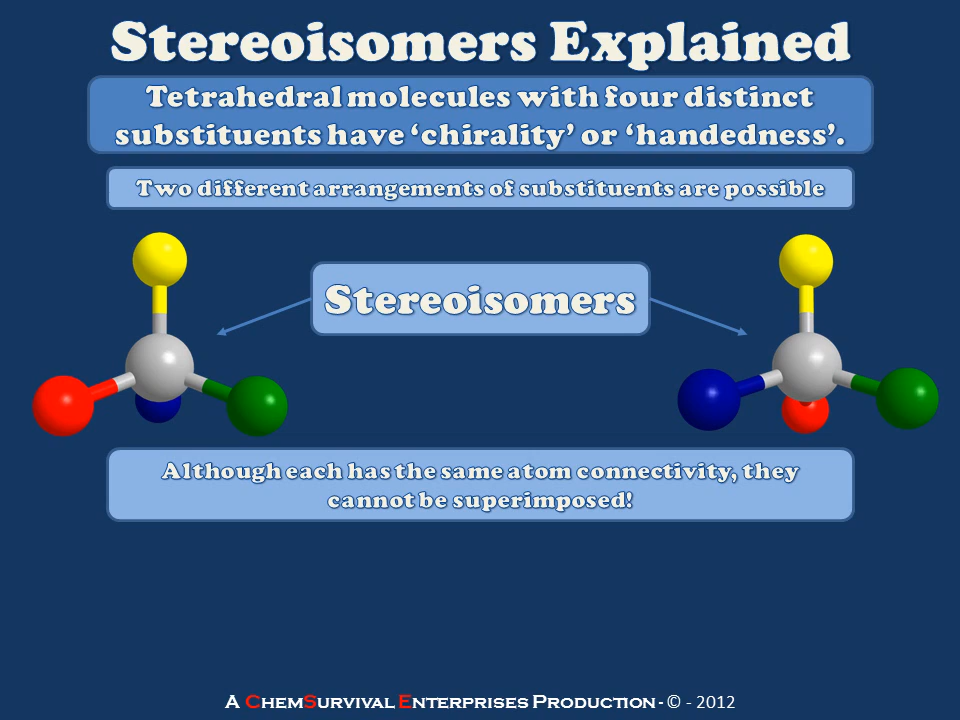 Stereoisomers Explained
Tetrahedral molecules with four distinct
substituents have ‘chirality’ or ‘handedness’.
Two different arrangements of substituents are possible
Stereoisomers
Although each has the same atom connectivity, they
cannot be superimposed!
A ChemSurvival Enterprises Production - © - 2012